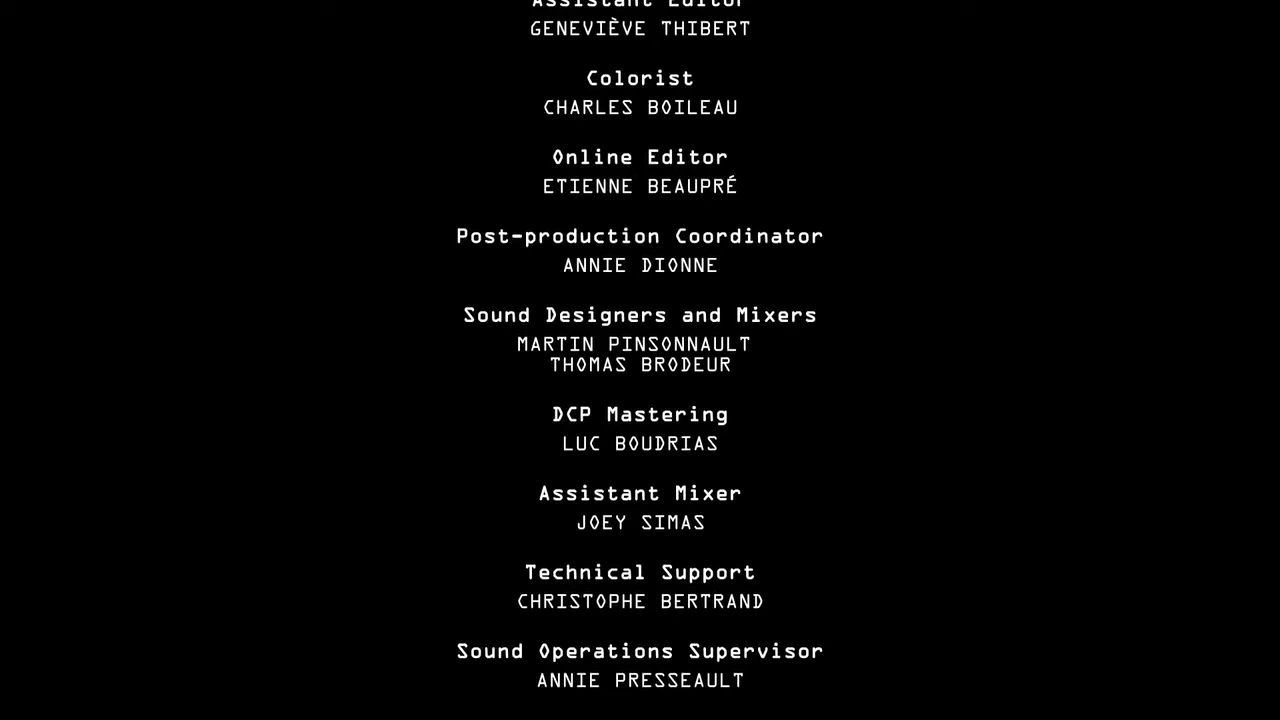 Assistant Editor
GENEVIÈVE THIBERT
Colorist
CHARLES BOILEAU
Online Editor
ETIENNE BEAUPRÉ
Post-production Coordinator
ANNIE DIONNE
Sound Designers and Mixers
MARTIN PINSONNAULT
THOMAS BRODEUR
DCP Mastering
LUC BOUDRIAS
Assistant Mixer
JOEY SIMAS
Technical Support
CHRISTOPHE BERTRAND
Sound Operations Supervisor
ANNIE PRESSEAULT